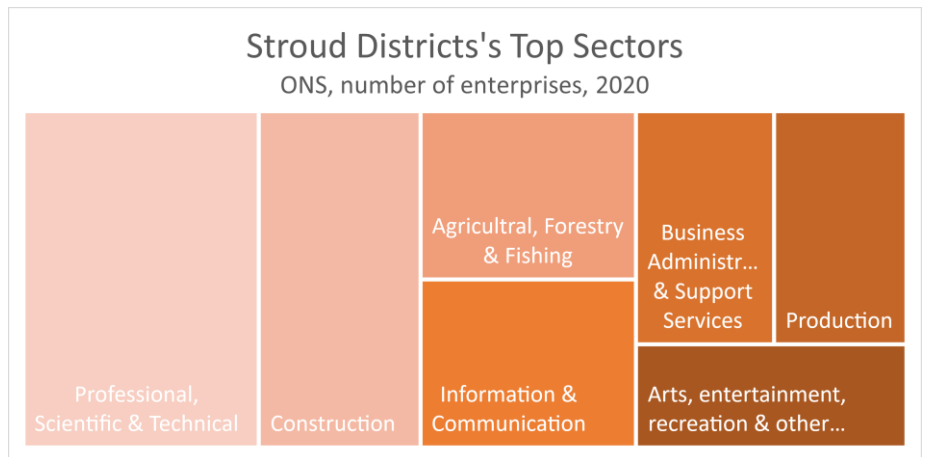 Stroud Districts's Top Sectors
ONS, number of enterprises, 2020
Professional,
Scientific & Technical
Construction
Agricultral, Forestry
& Fishing
Information &
Communication
Business
Administr...
& Support
Services
Production
Arts, entertainment,
recreation & other...